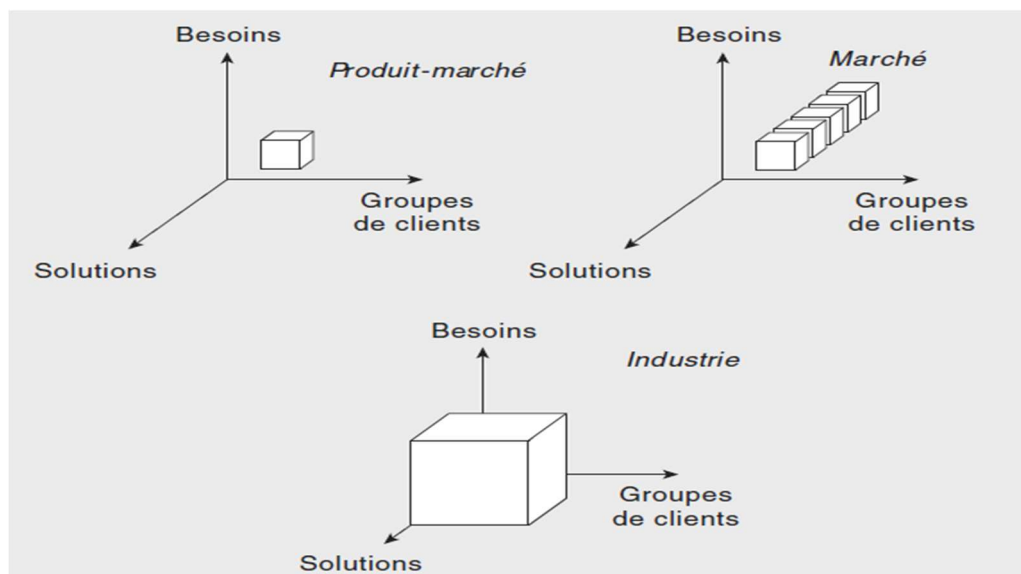 Besoins
Produit-marché
Groupes
de clients
Solutions
Besoins
Marché
Groupes
de clients
Solutions
Besoins
Industrie
Groupes
de clients
Solutions